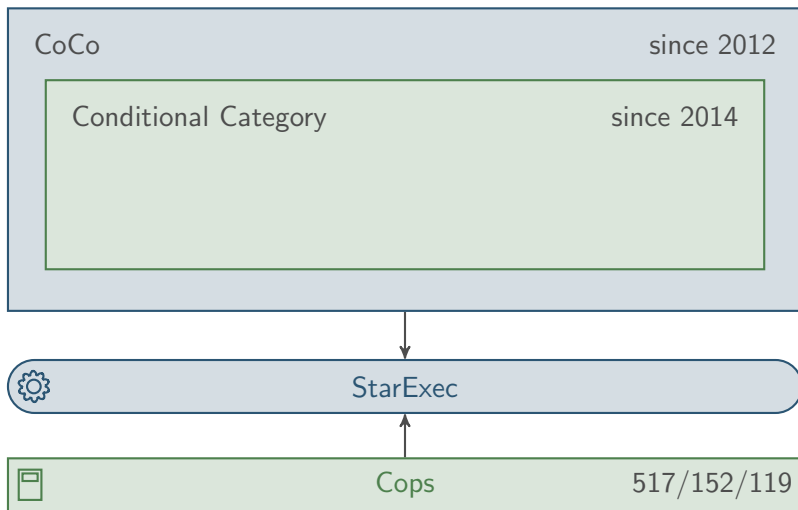 CoCo since 2012
Conditional Category since 2014
StarExec
Cops 517/152/119